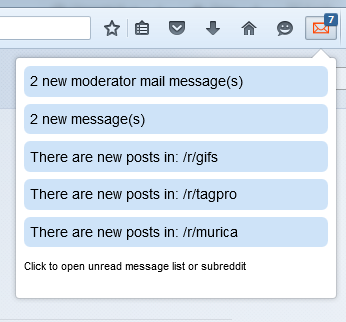 7
2 new moderator mail message(s)
2 new message(s)
There are new posts in: /r/gifs
There are new posts in: /r/tagpro
There are new posts in: /r/murica
Click to open unread message list or subreddit